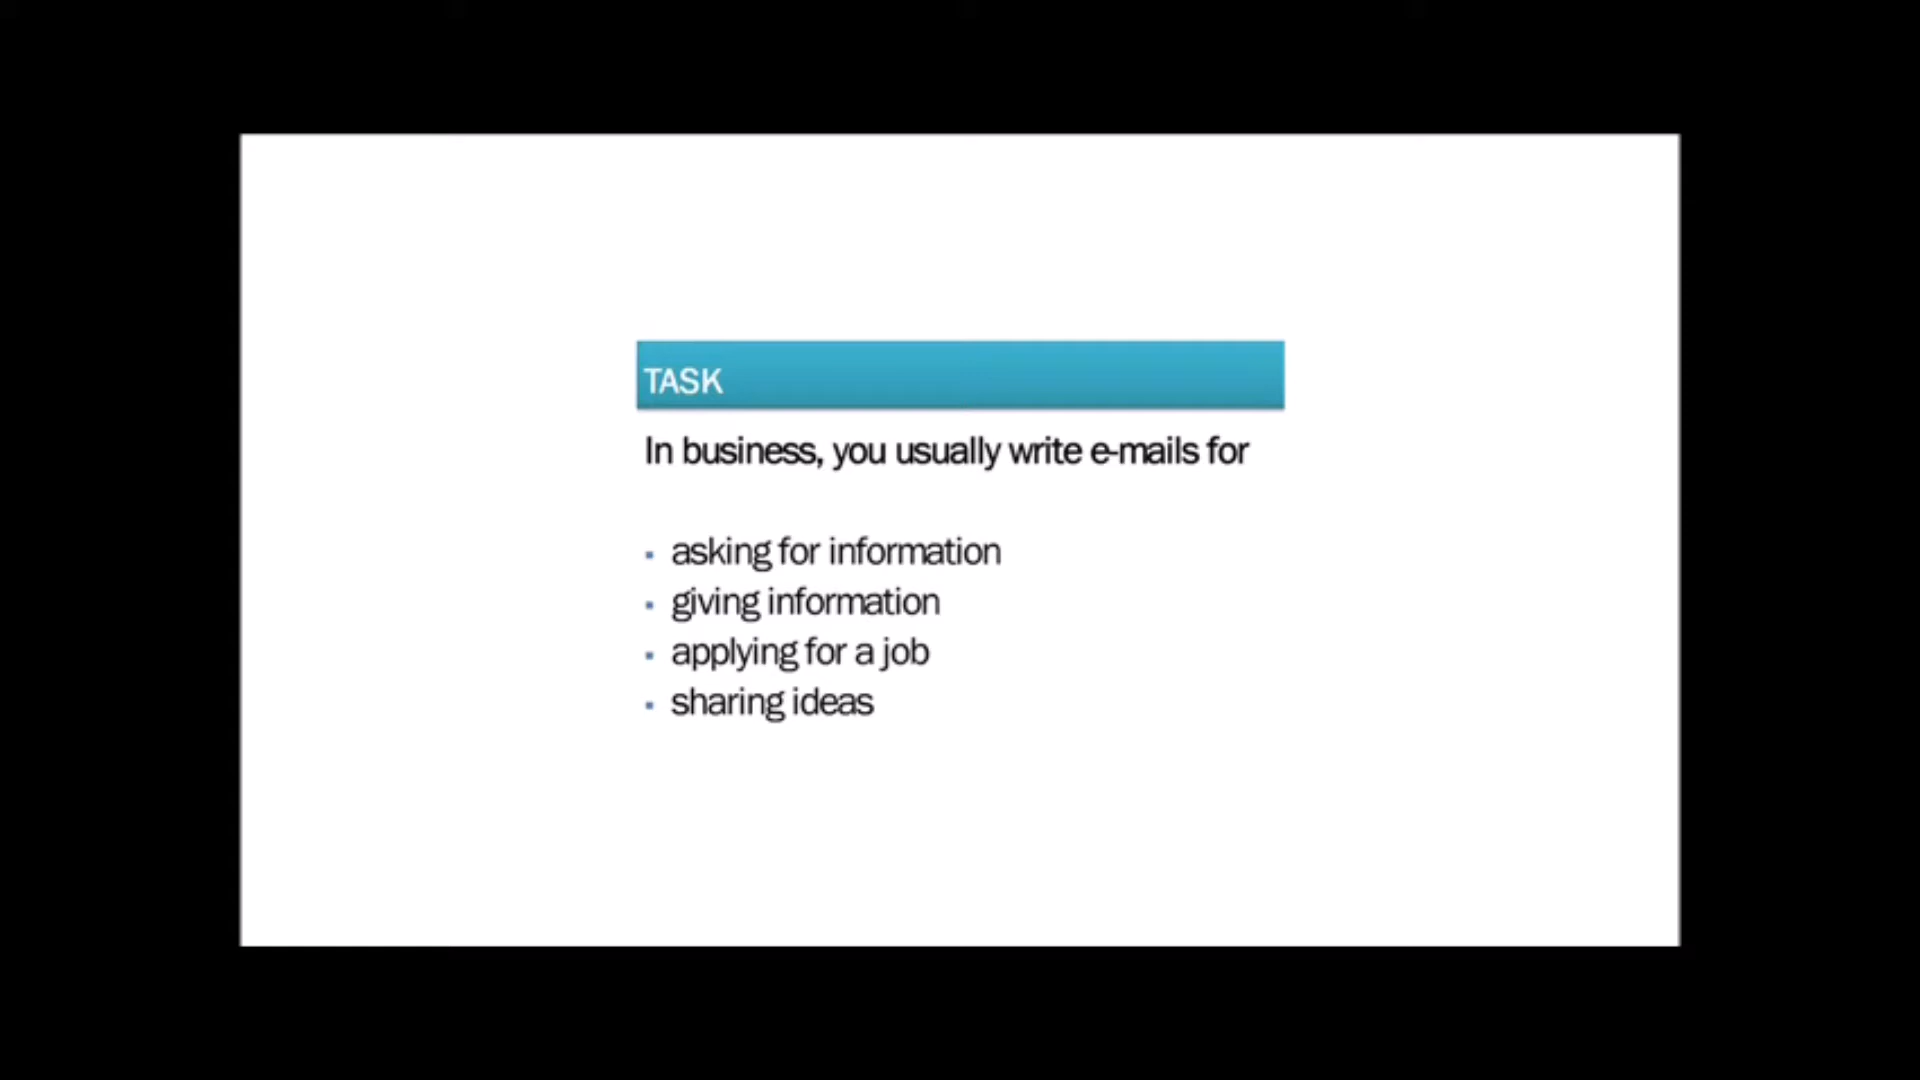 TASK
In business, you usually write e-mails for
▪ asking for information
▪ giving information
▪ applying for a job
▪ sharing ideas